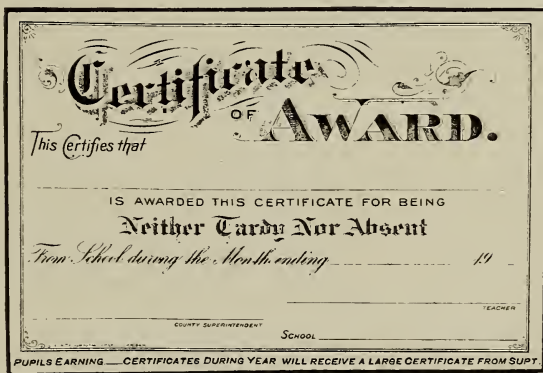 Certificate
OF AWARD.
This Certifies that
IS AWARDED THIS CERTIFICATE FOR BEING
Neither Tardy Nor Absent
From School during the Month ending 19
TEACHER
COUNTY SUPERINTENDENT
SCHOOL
PUPILS EARNING CERTIFICATES DURING YEAR WILL RECEIVE A LARGE CERTIFICATE FROM SUPT.